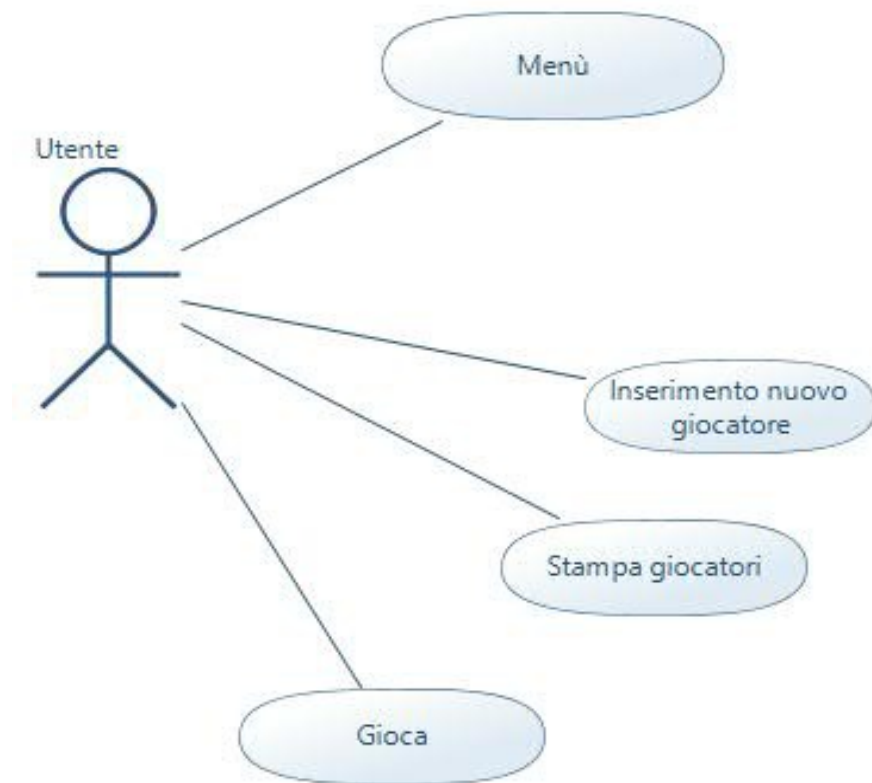 Menù
Utente
Inserimento nuovo
giocatore
Stampa giocatori
Gioca